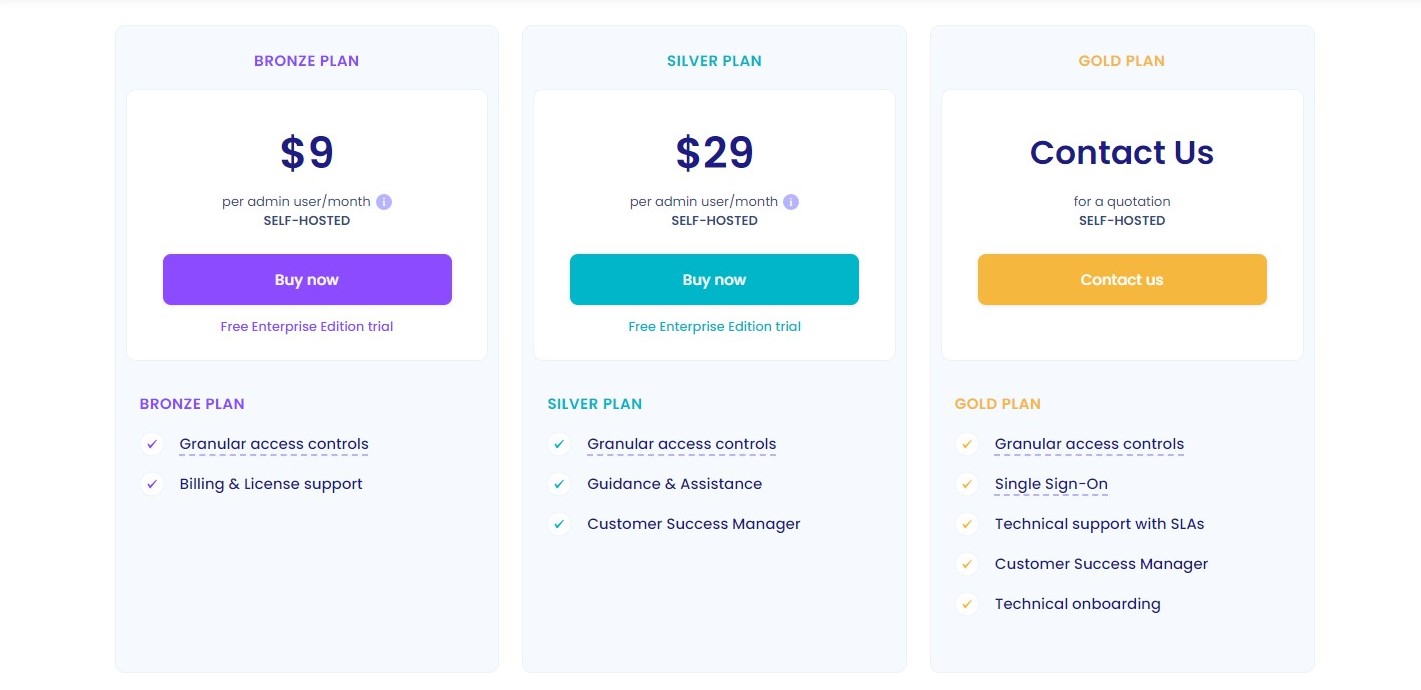 BRONZE PLAN
$9
per admin user/month i
SELF-HOSTED
Buy now
Free Enterprise Edition trial
BRONZE PLAN
Granular access controls
Billing & License support
SILVER PLAN
$29
per admin user/month i
SELF-HOSTED
Buy now
Free Enterprise Edition trial
SILVER PLAN
Granular access controls
Guidance & Assistance
Customer Success Manager
GOLD PLAN
Contact Us
for a quotation
SELF-HOSTED
Contact us
GOLD PLAN
Granular access controls
Single Sign-On
Technical support with SLAs
Customer Success Manager
Technical onboarding